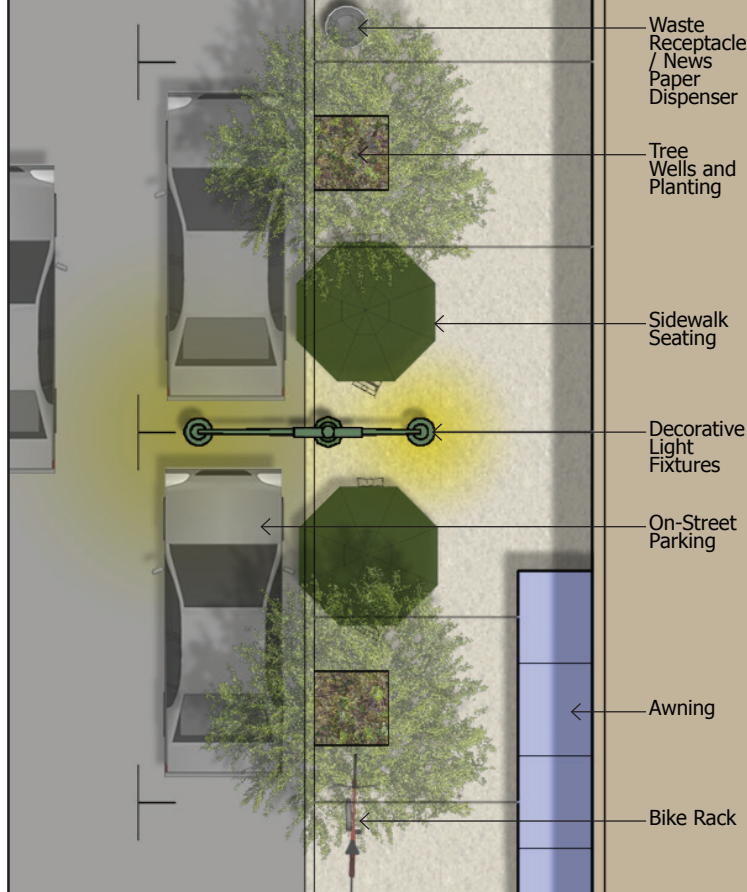 Waste
Receptacle
/ News
Paper
Dispenser
Tree
Wells and
Planting
Sidewalk
Seating
Decorative
Light
Fixtures
On-Street
Parking
Awning
Bike Rack